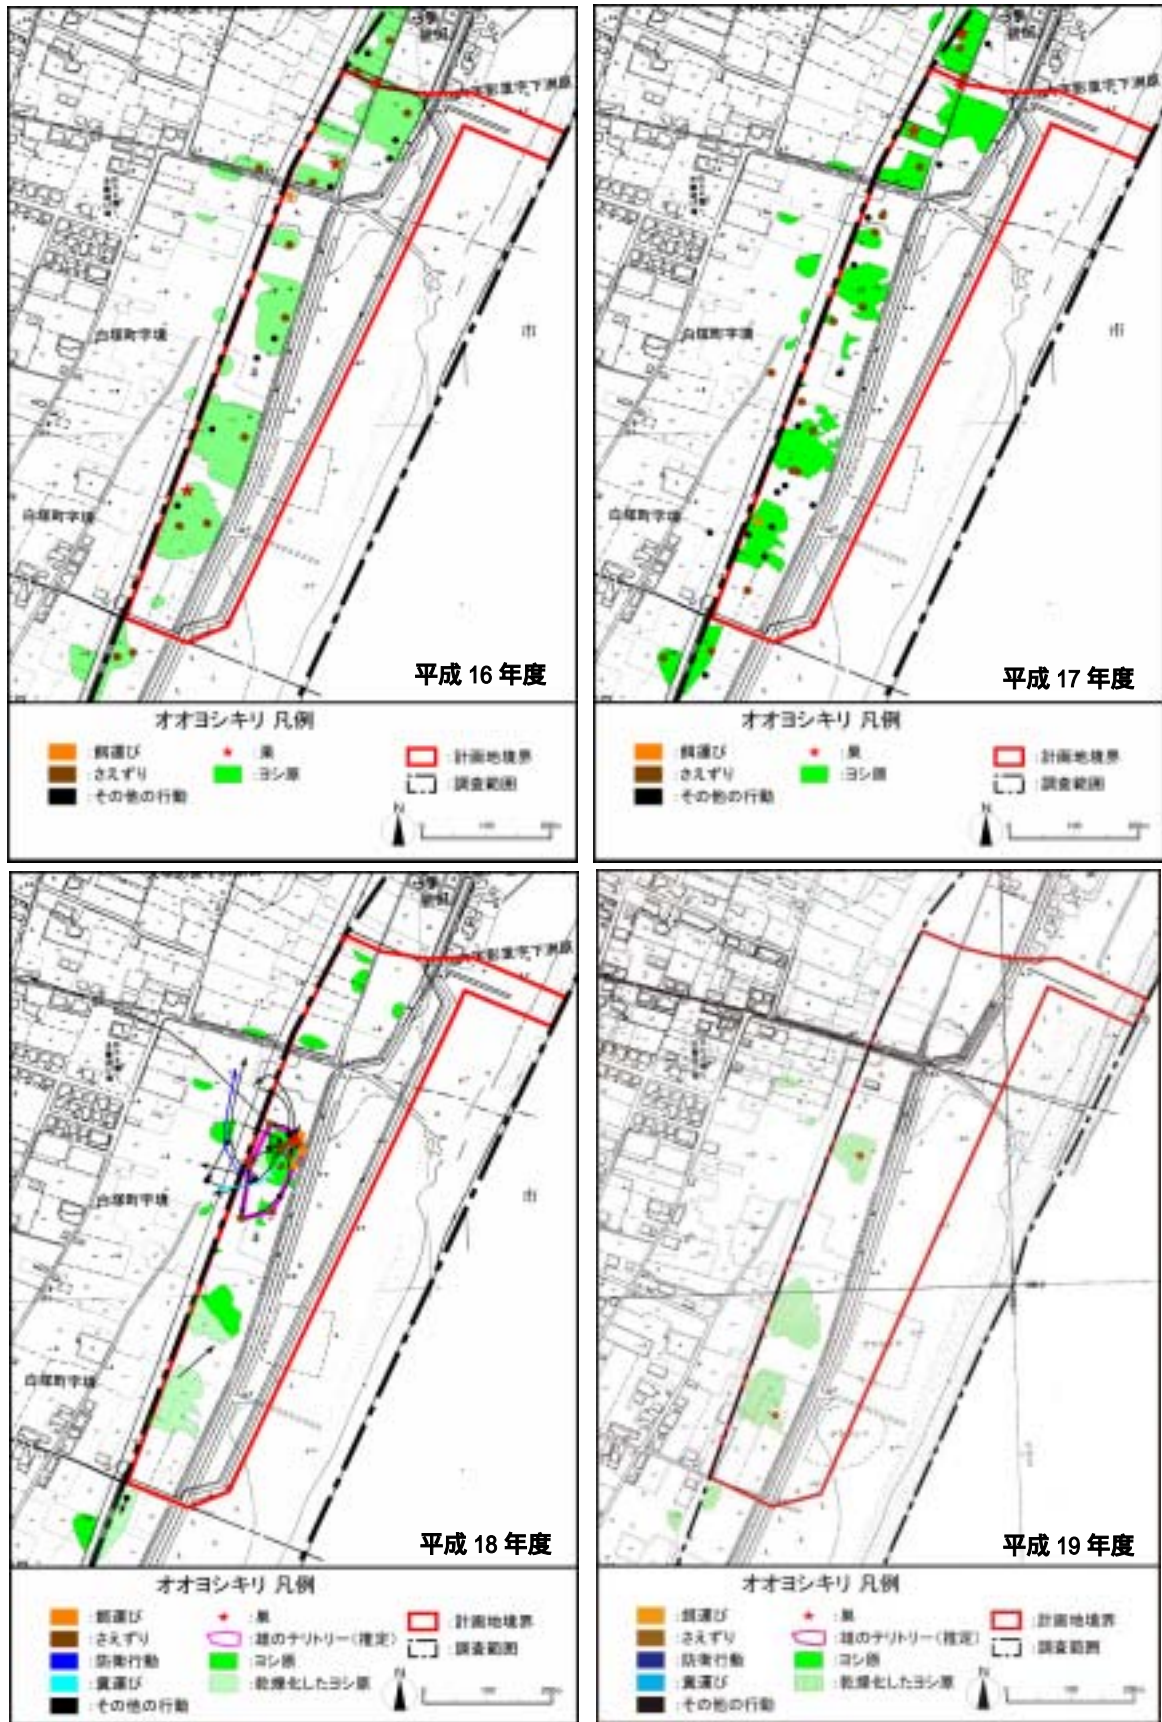 白塚町字堺
白塚町字堺
市
平成 16 年度
オオヨシキリ 凡例
:餌運び
:さえずり
:その他の行動
:巣
:ヨシ原
:計画地境界
:調査範囲
N
白塚町字堺
白塚町字堺
市
平成 17 年度
オオヨシキリ 凡例
:餌運び
:さえずり
:その他の行動
:巣
:ヨシ原
:計画地境界
:調査範囲
N
白塚町字堺
白塚町字堺
市
平成 18 年度
オオヨシキリ 凡例
:餌運び
:さえずり
:防衛行動
:糞運び
:その他の行動
:巣
:雄のテリトリー(推定)
:ヨシ原
:乾燥化したヨシ原
:計画地境界
:調査範囲
N
平成 19 年度
オオヨシキリ 凡例
:餌運び
:さえずり
:防衛行動
:糞運び
:その他の行動
:巣
:雄のテリトリー(推定)
:ヨシ原
:乾燥化したヨシ原
:計画地境界
:調査範囲
N